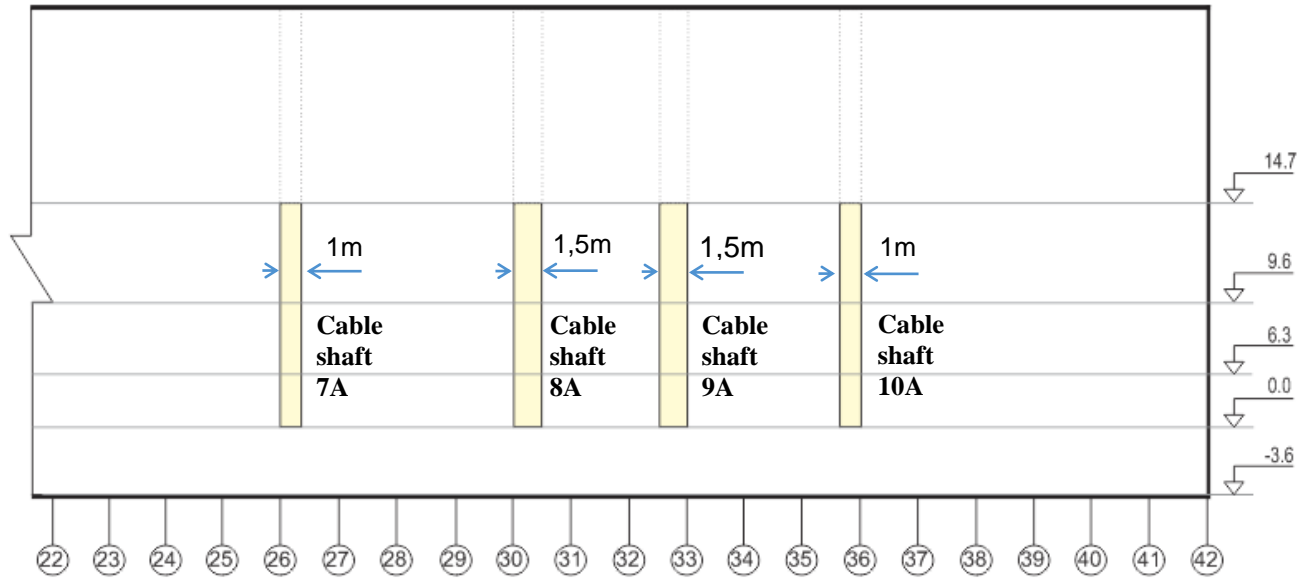 14.7
1m
1,5m
1,5m
1m
9.6
Cable
shaft
7A
Cable
shaft
8A
Cable
shaft
9A
Cable
shaft
10A
6.3
0.0
-3.6
22 23 24 25 26 27 28 29 30 31 32 33 34 35 36 37 38 39 40 41 42